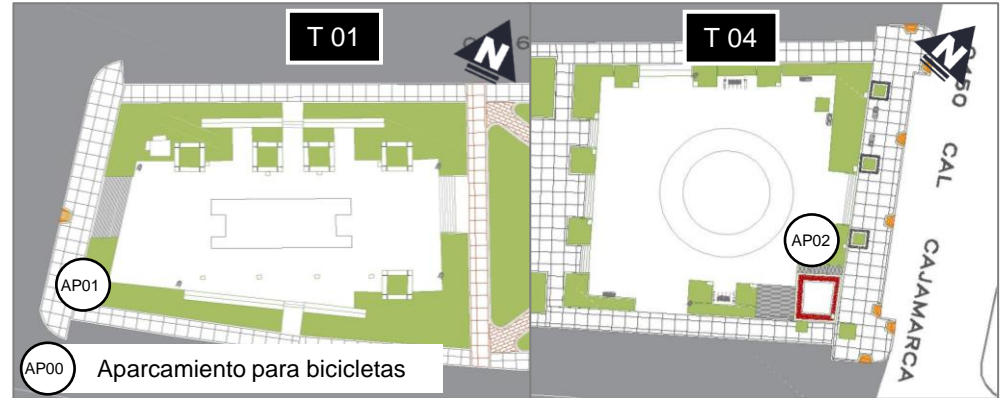 T 01
N
T 04
N
CAL
CAJAMARCA
AP02
AP01
AP00 Aparcamiento para bicicletas